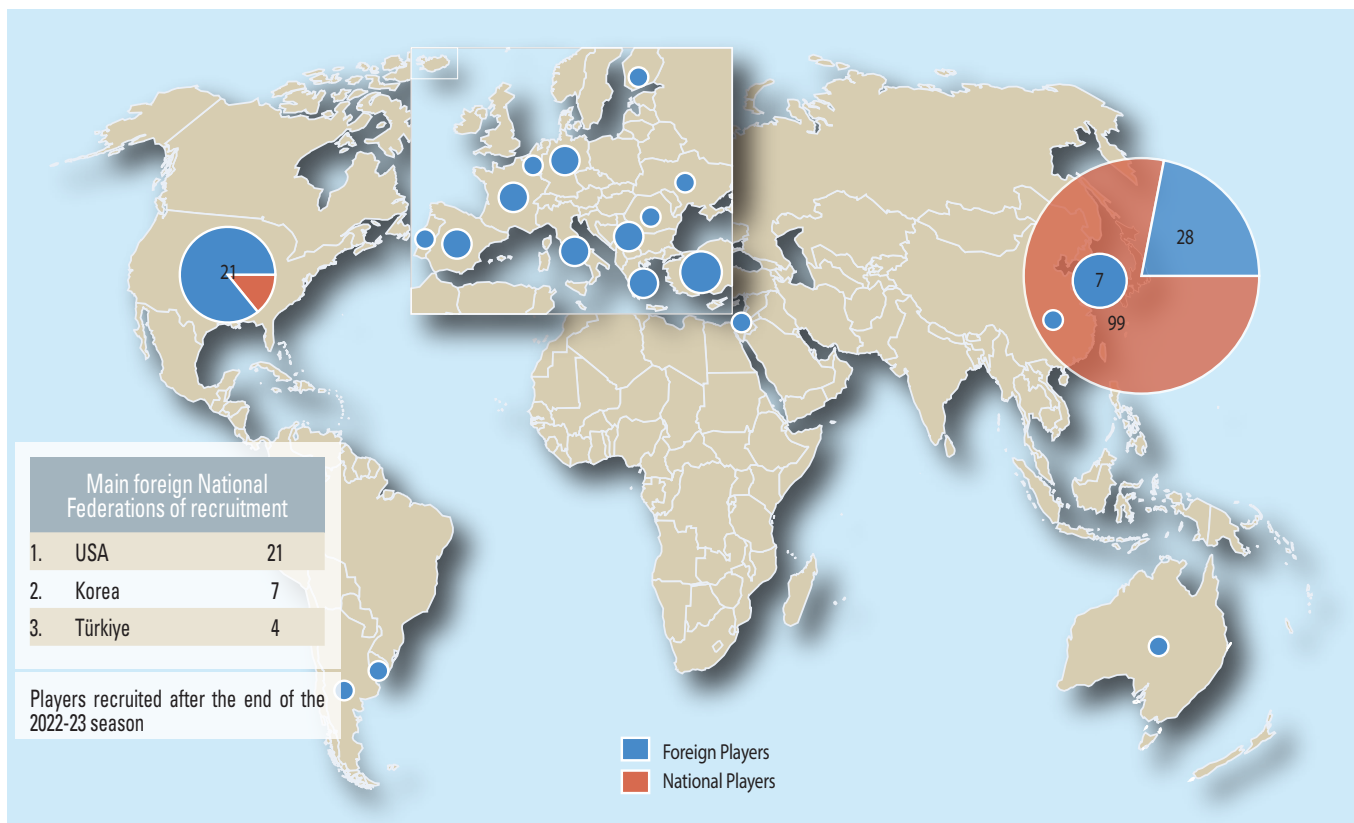 21
28
7
99
Main foreign National
Federations of recruitment
1. USA 21
2. Korea 7
3. Türkiye 4
Players recruited after the end of the
2022-23 season
Foreign Players
National Players